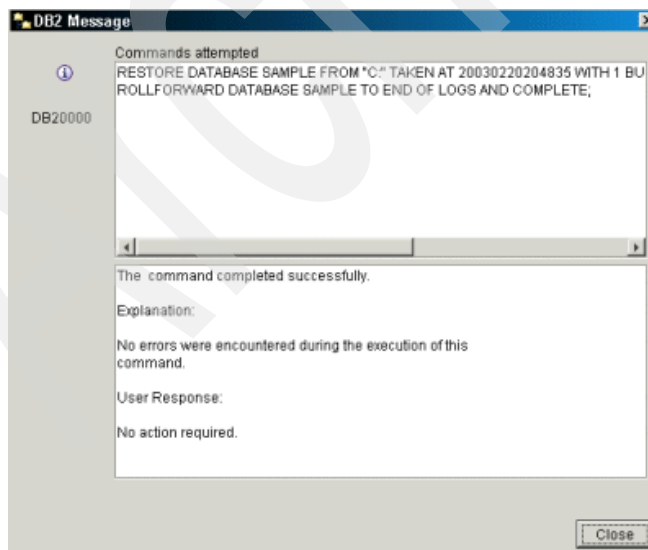 DB2 Message
Commands attempted
RESTORE DATABASE SAMPLE FROM "C:" TAKEN AT 20030220204835 WITH 1 BU
ROLLFORWARD DATABASE SAMPLE TO END OF LOGS AND COMPLETE;
DB20000
The command completed successfully.
Explanation:
No errors were encountered during the execution of this
command.
User Response:
No action required.
Close